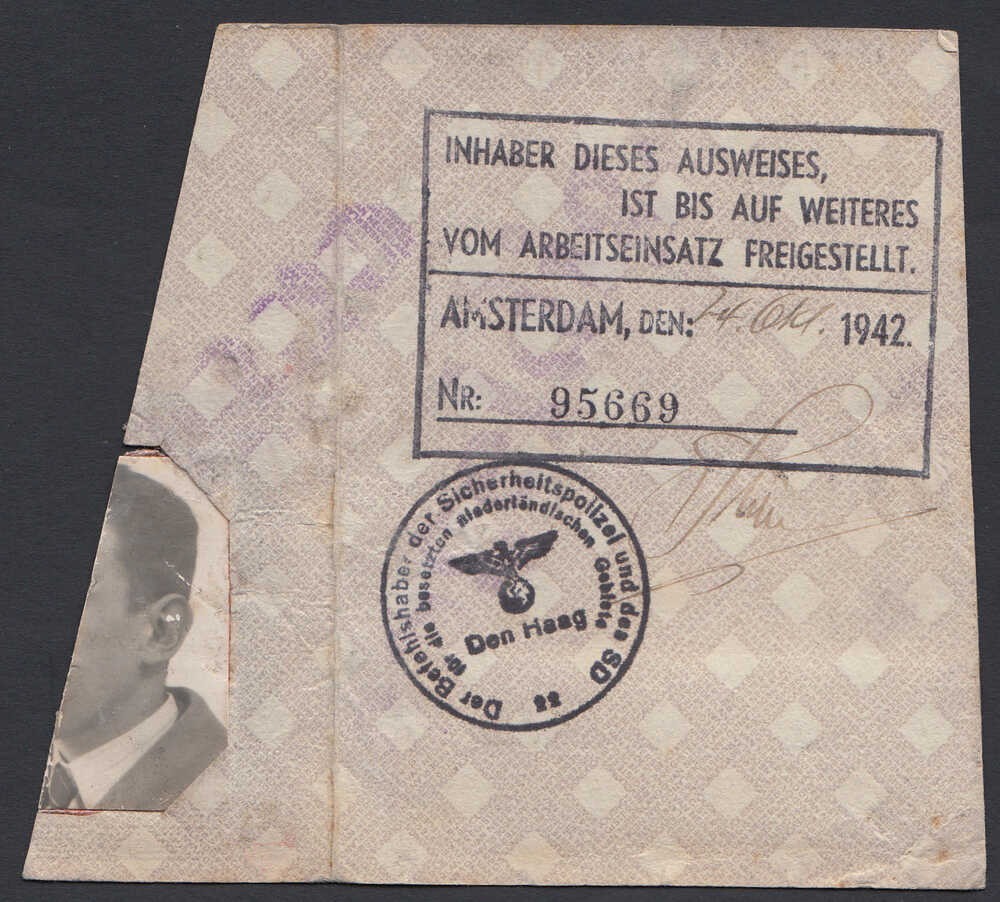 INHABER DIESES AUSWEISES,
IST BIS AUF WEITERES
VOM ARBEITSEINSATZ FREIGESTELLT.
AMSTERDAM, DEN: 24. Okt. 1942.
NR: 95669
Der Befehlshaber der Sicherheitspolizei und des SD
für die besetzten niederländischen Gebiete
Den Haag